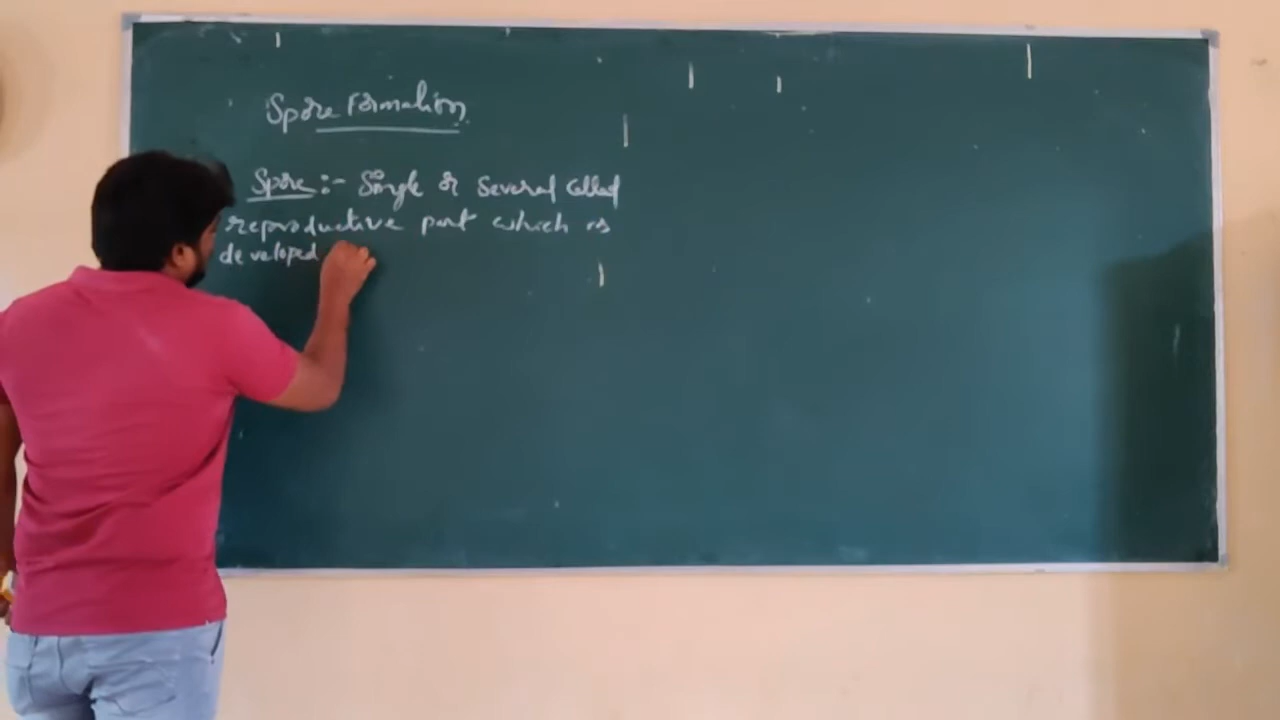 Spore Formation
Spore :- Single or Several Celled
reproductive part which is
developed